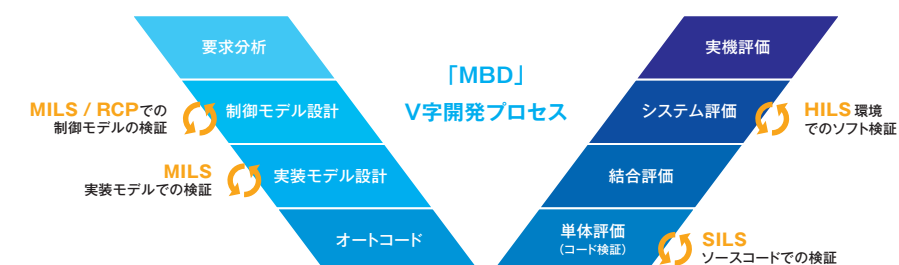 要求分析
制御モデル設計
実装モデル設計
オートコード
MILS / RCPでの
制御モデルの検証
MILS
実装モデルでの検証
「MBD」
V字開発プロセス
実機評価
システム評価
結合評価
単体評価
(コード検証)
HILS 環境
でのソフト検証
SILS
ソースコードでの検証